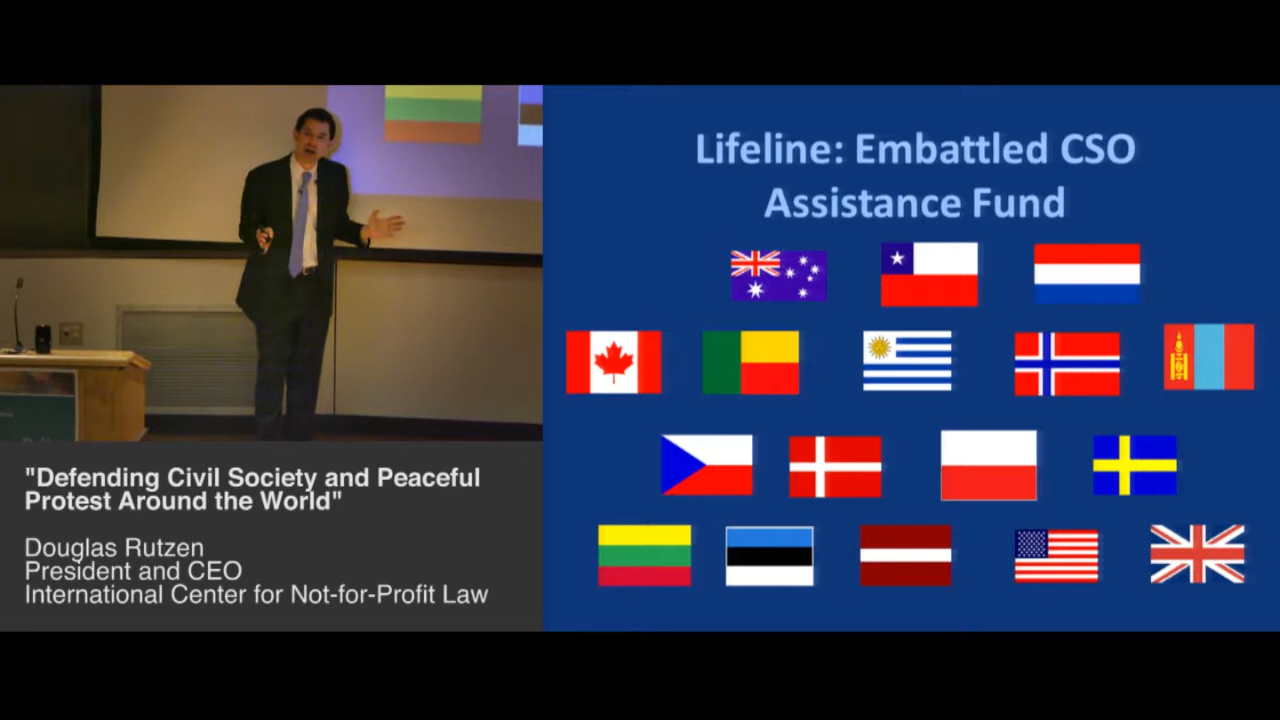 Lifeline: Embattled CSO
Assistance Fund
"Defending Civil Society and Peaceful
Protest Around the World"
Douglas Rutzen
President and CEO
International Center for Not-for-Profit Law